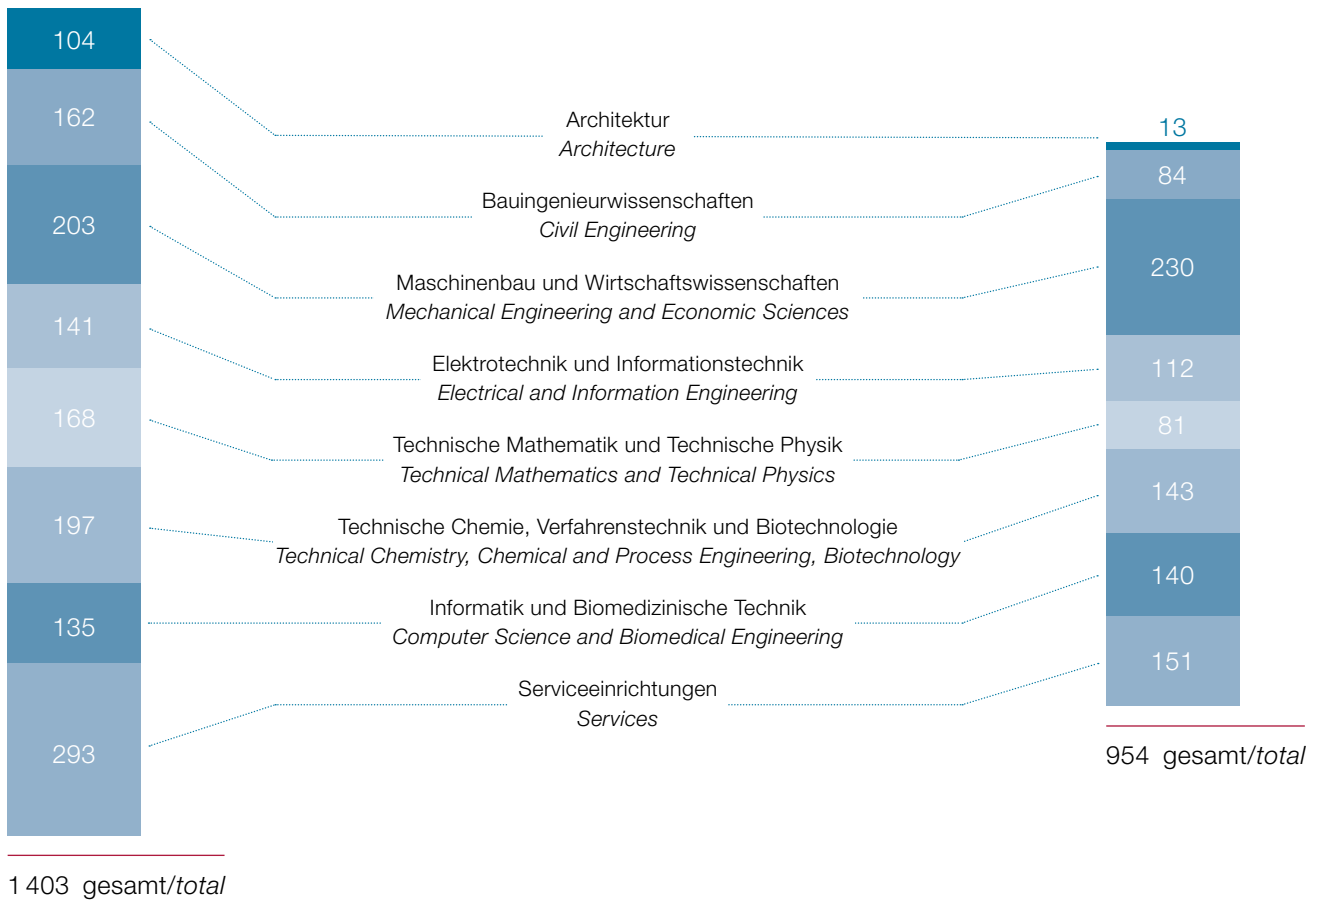 104
162
203
141
168
197
135
293
1 403 gesamt/total
Architektur
Architecture
Bauingenieurwissenschaften
Civil Engineering
Maschinenbau und Wirtschaftswissenschaften
Mechanical Engineering and Economic Sciences
Elektrotechnik und Informationstechnik
Electrical and Information Engineering
Technische Mathematik und Technische Physik
Technical Mathematics and Technical Physics
Technische Chemie, Verfahrenstechnik und Biotechnologie
Technical Chemistry, Chemical and Process Engineering, Biotechnology
Informatik und Biomedizinische Technik
Computer Science and Biomedical Engineering
Serviceeinrichtungen
Services
13
84
230
112
81
143
140
151
954 gesamt/total